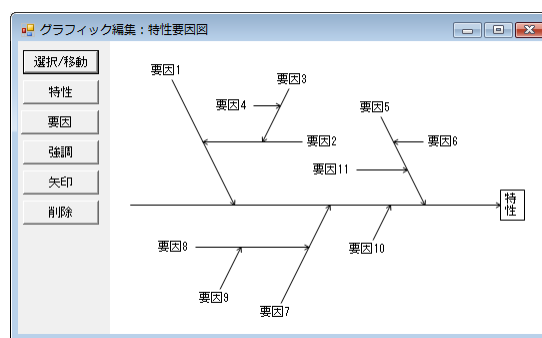 グラフィック編集：特性要因図
選択/移動
特性
要因
強調
矢印
削除
要因1
要因3
要因4
要因5
要因2
要因6
要因11
特性
要因8
要因10
要因9
要因7